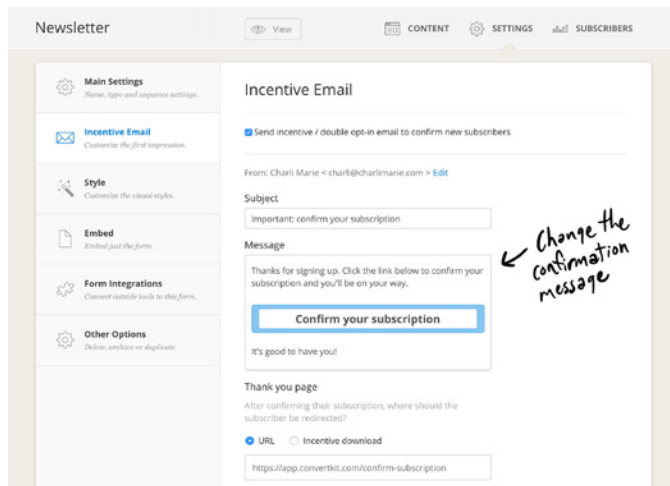 Newsletter
View
CONTENT
SETTINGS
SUBSCRIBERS
Main Settings
Name, type and sequence settings.
Incentive Email
Customize the first impression.
Style
Customize the visual styles.
Embed
Embed just the form.
Form Integrations
Connect outside tools to this form.
Other Options
Delete, archive or duplicate
Incentive Email
Send incentive / double opt-in email to confirm new subscribers
From: Charli Marie < charli@charlimarie.com > Edit
Subject
Important: confirm your subscription
Message
Thanks for signing up. Click the link below to confirm your
subscription and you'll be on your way.
Confirm your subscription
It's good to have you!
Change the
confirmation
message
Thank you page
After confirming their subscription, where should the
subscriber be redirected?
URL
Incentive download
https://app.convertkit.com/confirm-subscription